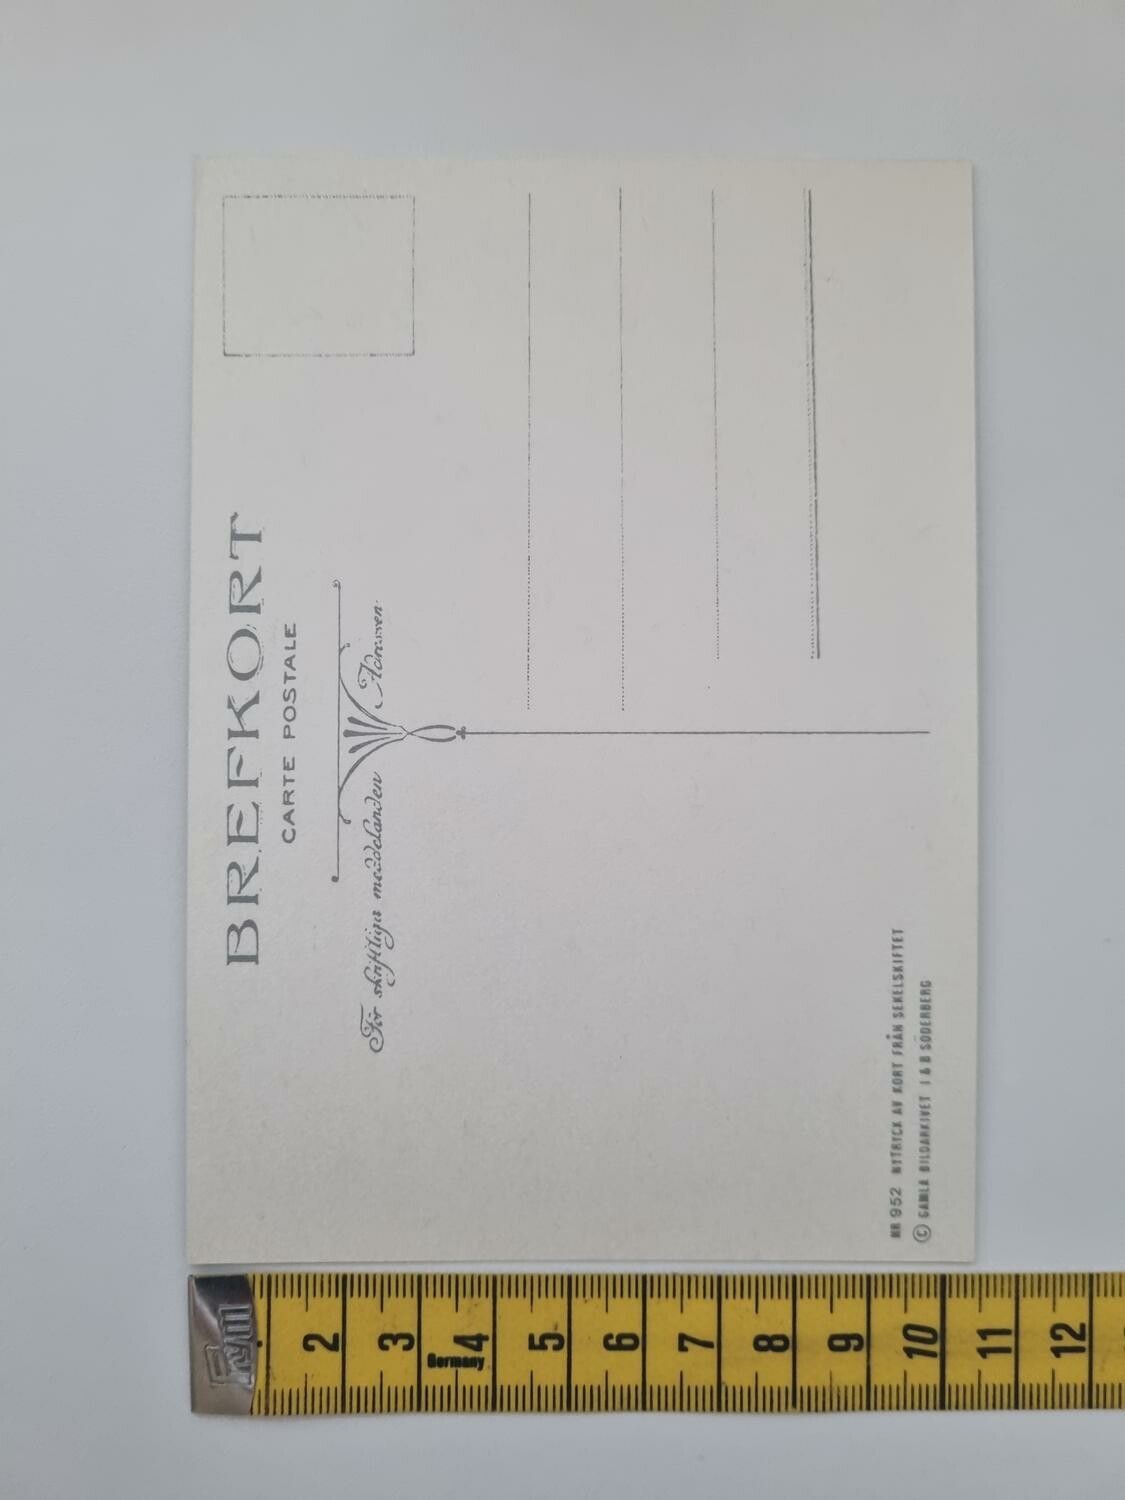 BREFKORT
CARTE POSTALE
För skriftliga meddelanden
Adressen
NR 952 NYTRYCK AV KORT FRÅN SEKELSKIFTET
© GAMLA BILDARKIVET I & B SÖDERBERG
2 3 4 5 6 7 8 9 10 11 12
Germany